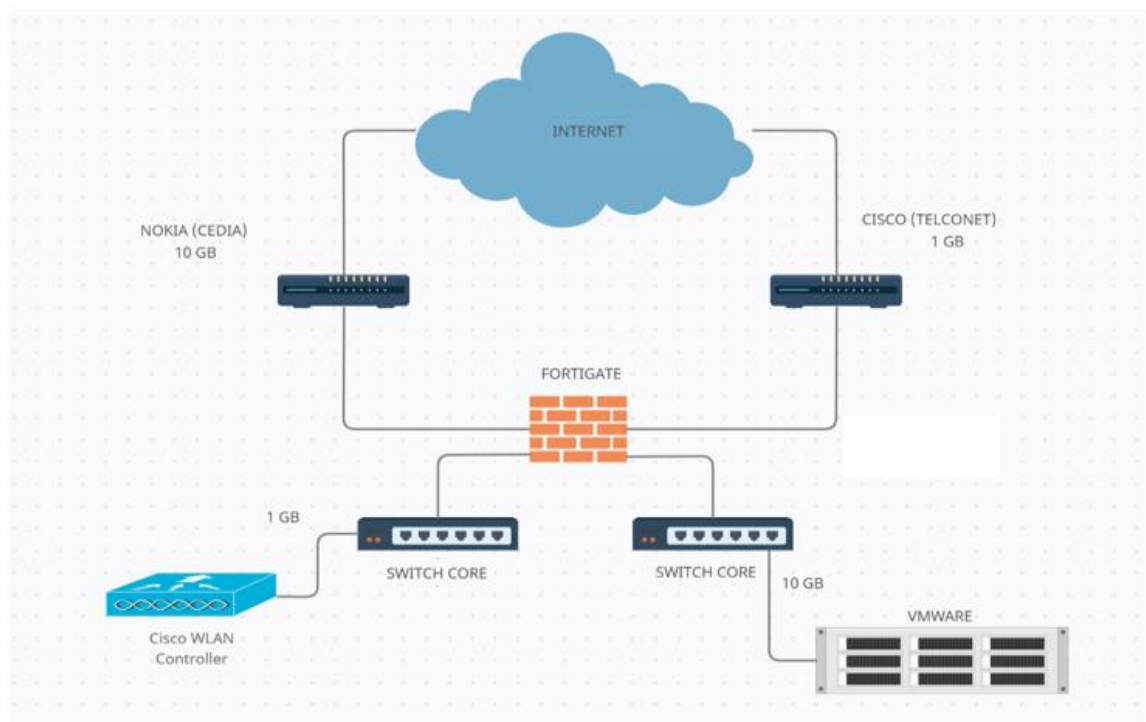 INTERNET
NOKIA (CEDIA)
10 GB
CISCO (TELCONET)
1 GB
FORTIGATE
1 GB
SWITCH CORE
SWITCH CORE
10 GB
Cisco WLAN
Controller
VMWARE